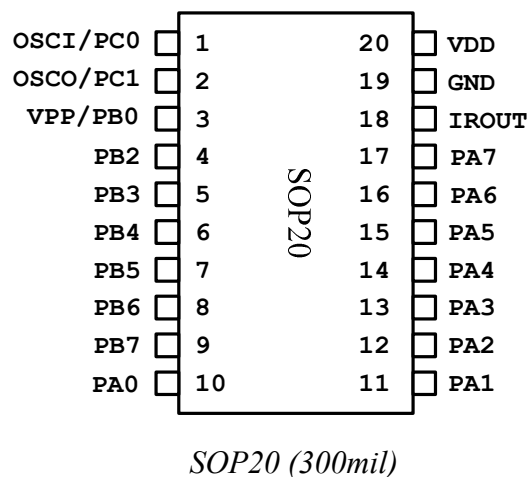 OSCI/PC0 1 20 VDD
OSCO/PC1 2 19 GND
VPP/PB0 3 18 IROUT
PB2 4 17 PA7
PB3 5 16 PA6
PB4 6 15 PA5
PB5 7 14 PA4
PB6 8 13 PA3
PB7 9 12 PA2
PA0 10 11 PA1
SOP20
SOP20 (300mil)